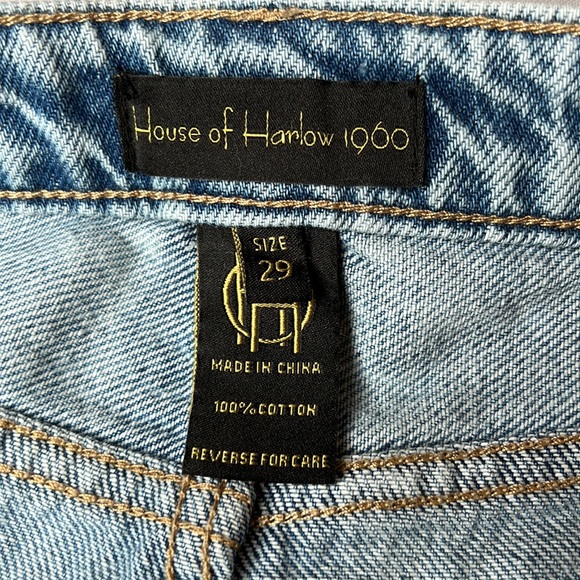 House of Harlow 1960
SIZE
29
MADE IN CHINA
100% COTTON
REVERSE FOR CARE